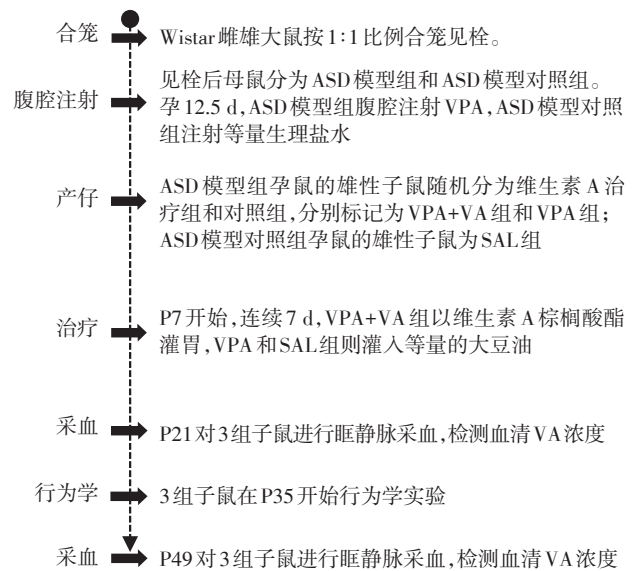 合笼 Wistar雌雄大鼠按1∶1比例合笼见栓。
见栓后母鼠分为ASD模型组和ASD模型对照组。
腹腔注射 孕12.5 d,ASD模型组腹腔注射VPA,ASD模型对照
组注射等量生理盐水
ASD模型组孕鼠的雄性子鼠随机分为维生素A治
产仔 疗组和对照组,分别标记为VPA+VA组和VPA组;
ASD模型对照组孕鼠的雄性子鼠为SAL组
治疗 P7开始,连续7 d,VPA+VA组以维生素A棕榈酸酯
灌胃,VPA和SAL组则灌入等量的大豆油
采血 P21对3组子鼠进行眶静脉采血,检测血清VA浓度
行为学 3组子鼠在P35开始行为学实验
采血 P49对3组子鼠进行眶静脉采血,检测血清VA浓度